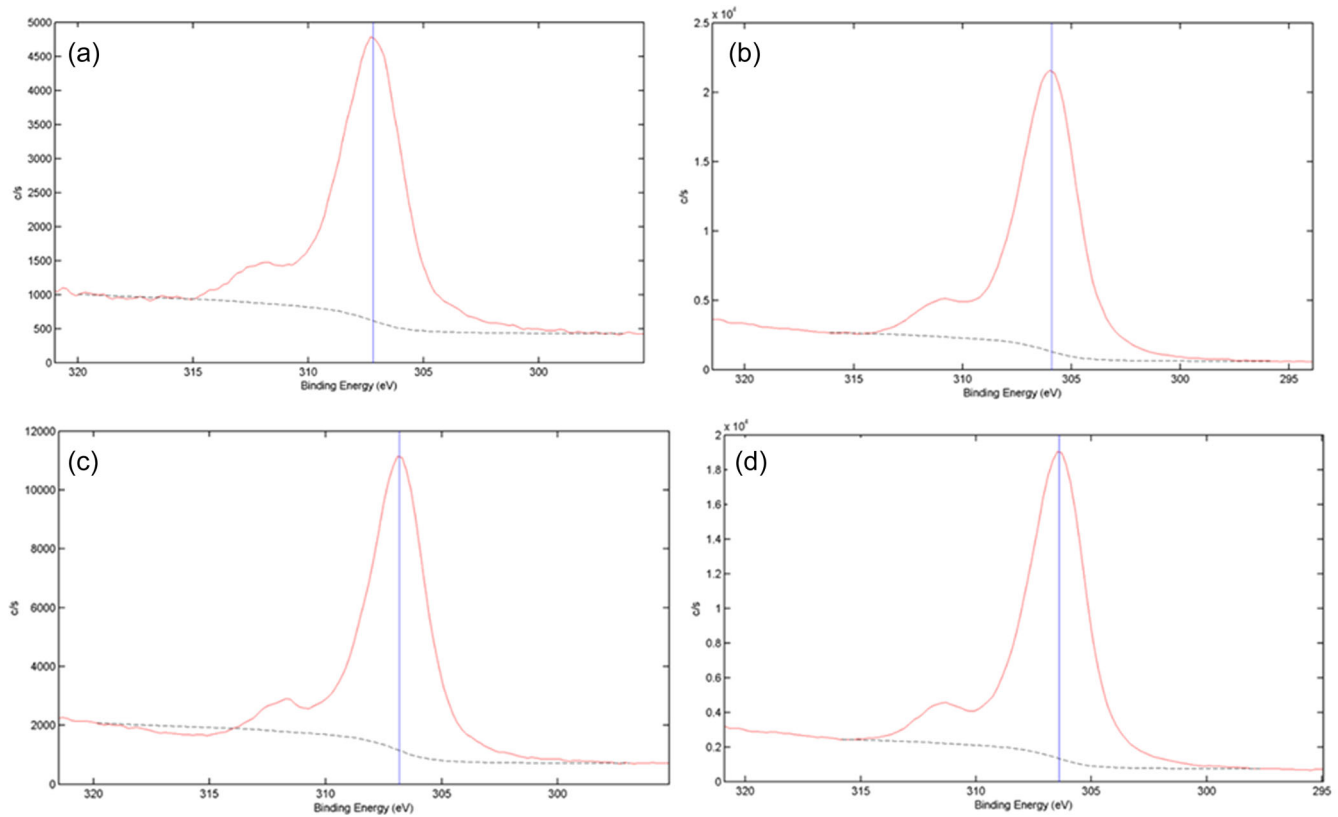 (a)
5000
4500
4000
3500
3000
2500
2000
1500
1000
500
0
c/s
320 315 310 305 300
Binding Energy (eV)
(b)
2.5 x 10⁴
2
1.5
1
0.5
0
c/s
320 315 310 305 300 295
Binding Energy (eV)
(c)
12000
10000
8000
6000
4000
2000
0
c/s
320 315 310 305 300
Binding Energy (eV)
(d)
2 x 10⁴
1.8
1.6
1.4
1.2
1
0.8
0.6
0.4
0.2
0
c/s
320 315 310 305 300 295
Binding Energy (eV)